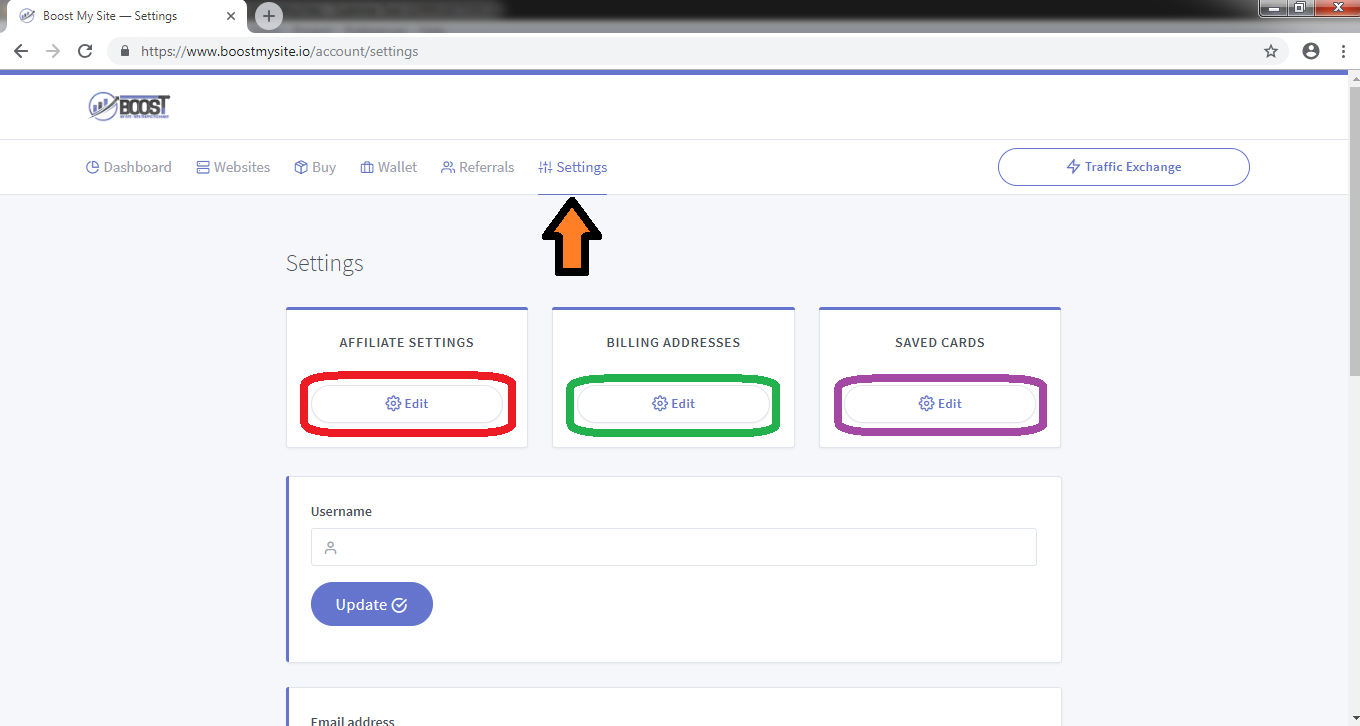 Boost My Site — Settings
https://www.boostmysite.io/account/settings
BOOST
Dashboard Websites Buy Wallet Referrals Settings Traffic Exchange
Settings
AFFILIATE SETTINGS BILLING ADDRESSES SAVED CARDS
Edit Edit Edit
Username
Update
Email address